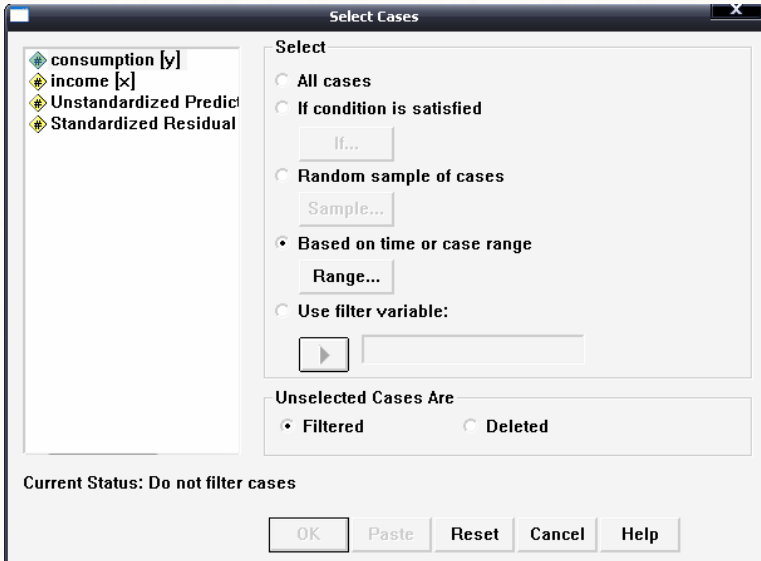 Select Cases
X
consumption [y]
income [x]
Unstandardized Predict
Standardized Residual
Select
All cases
If condition is satisfied
If...
Random sample of cases
Sample...
Based on time or case range
Range...
Use filter variable:
Unselected Cases Are
Filtered
Deleted
Current Status: Do not filter cases
OK
Paste
Reset
Cancel
Help